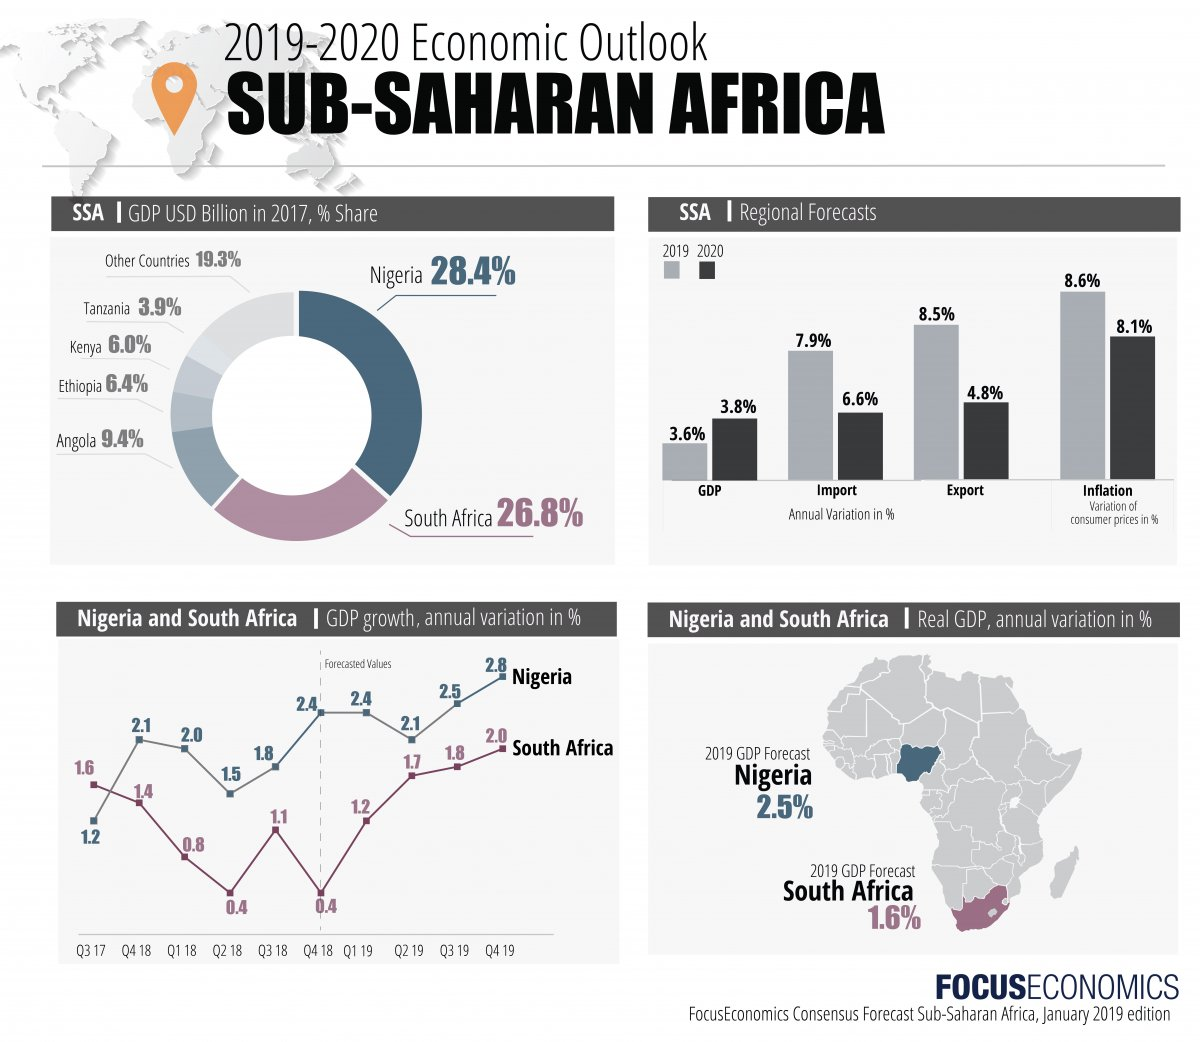 2019-2020 Economic Outlook
SUB-SAHARAN AFRICA
SSA | GDP USD Billion in 2017, % Share
Other Countries 19.3%
Nigeria 28.4%
Tanzania 3.9%
Kenya 6.0%
Ethiopia 6.4%
Angola 9.4%
South Africa 26.8%
SSA | Regional Forecasts
2019 2020
3.6% 3.8%
7.9% 6.6%
8.5% 4.8%
8.6% 8.1%
GDP Import Export Inflation
Annual Variation in %
Variation of
consumer prices in %
Nigeria and South Africa | GDP growth, annual variation in %
Forecasted Values
1.2 2.1 2.0 1.5 1.8 2.4 2.4 2.1 2.5 2.8 Nigeria
1.6 1.4 0.8 0.4 1.1 0.4 1.2 1.7 1.8 2.0 South Africa
Q3 17 Q4 18 Q1 18 Q2 18 Q3 18 Q4 18 Q1 19 Q2 19 Q3 19 Q4 19
Nigeria and South Africa | Real GDP, annual variation in %
2019 GDP Forecast
Nigeria
2.5%
2019 GDP Forecast
South Africa
1.6%
FOCUSECONOMICS
FocusEconomics Consensus Forecast Sub-Saharan Africa, January 2019 edition